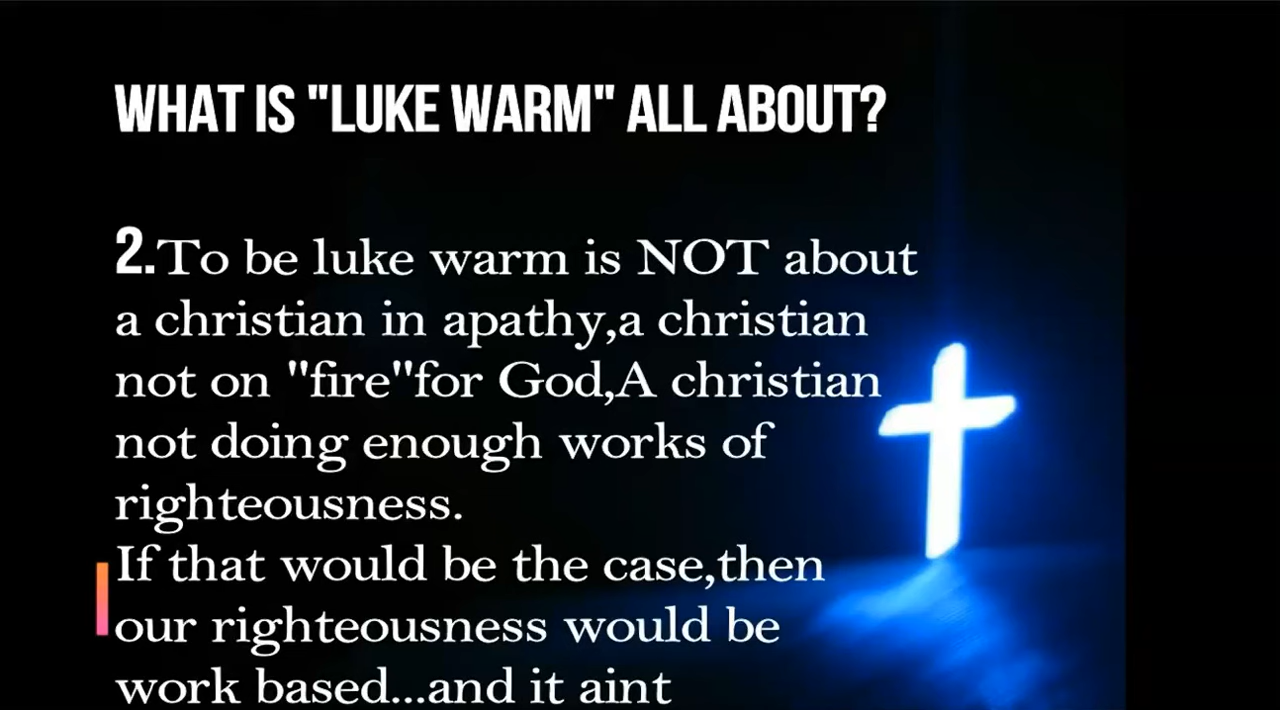 WHAT IS "LUKE WARM" ALL ABOUT?
2.To be luke warm is NOT about
a christian in apathy,a christian
not on "fire"for God,A christian
not doing enough works of
righteousness.
If that would be the case,then
our righteousness would be
work based...and it aint